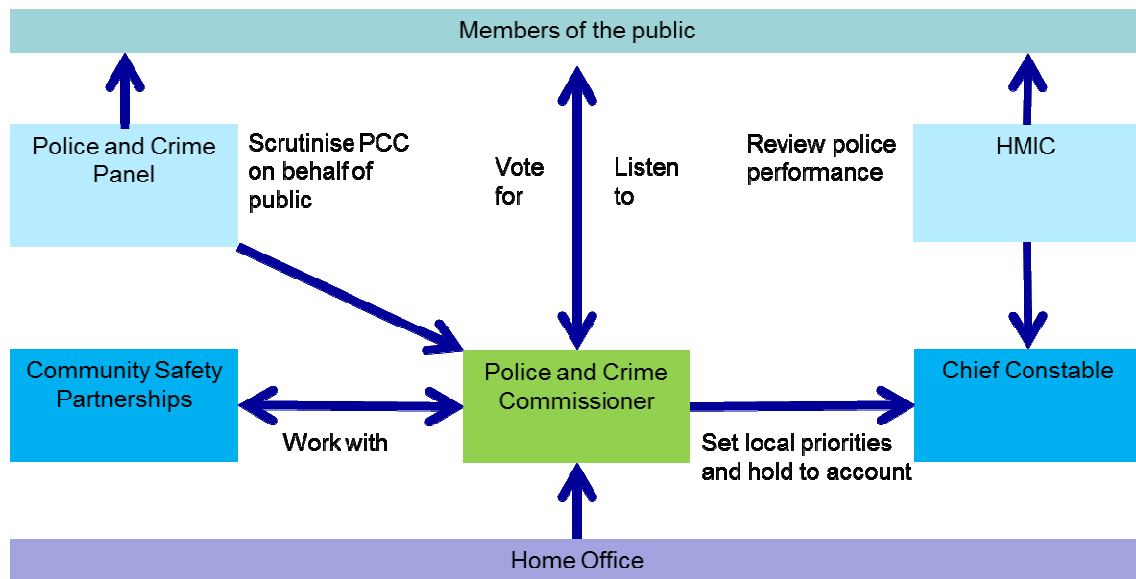 Members of the public
Police and Crime
Panel
Scrutinise PCC
on behalf of
public
Vote
for
Listen
to
Review police
performance
HMIC
Community Safety
Partnerships
Work with
Police and Crime
Commissioner
Set local priorities
and hold to account
Chief Constable
Home Office